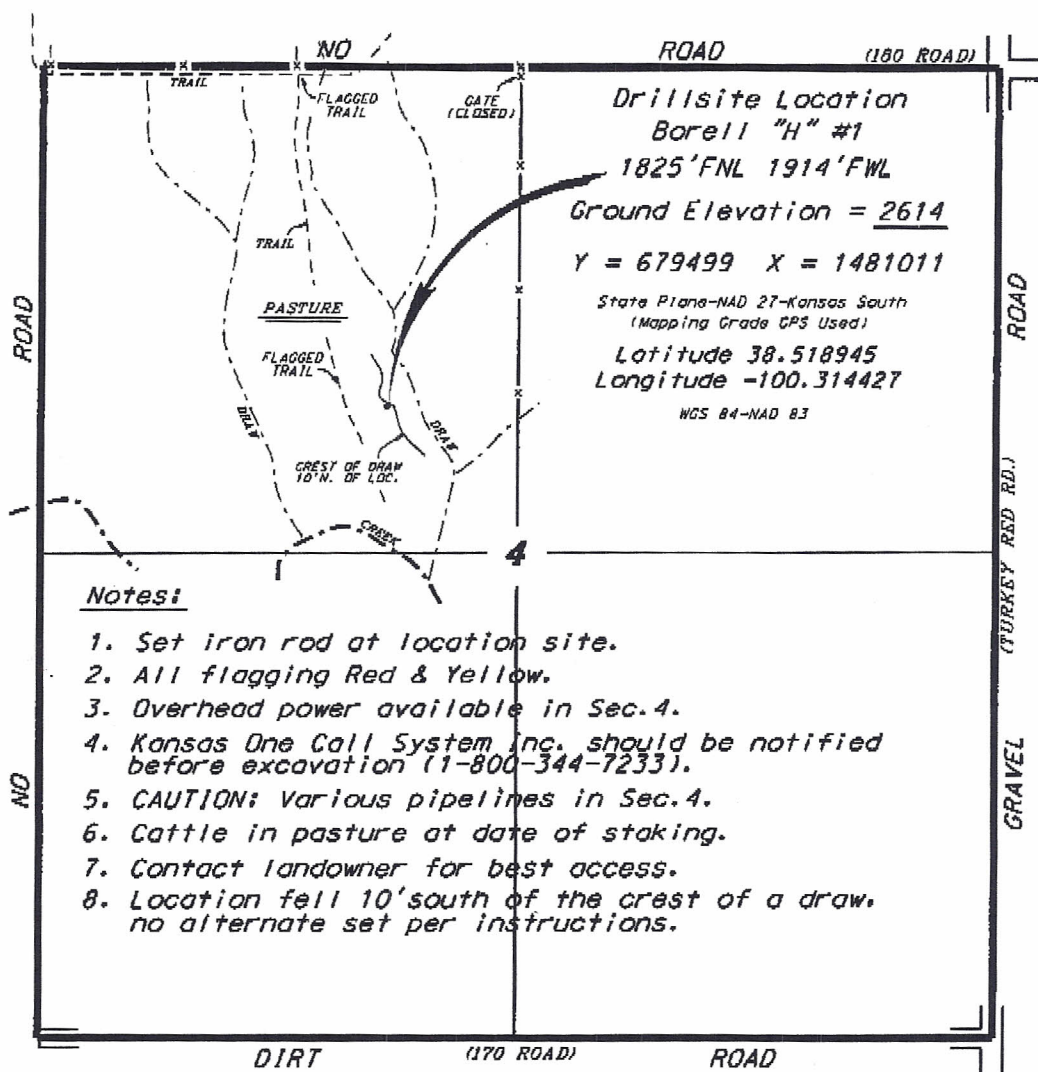 NO ROAD (180 ROAD)
TRAIL
FLAGGED
TRAIL
GATE
(CLOSED)
Drillsite Location
Borell "H" #1
1825'FNL 1914'FWL
Ground Elevation = 2614
Y = 679499 X = 1481011
State Plane-NAD 27-Kansas South
(Mapping Grade GPS Used)
Latitude 38.518945
Longitude -100.314427
WGS 84-NAD 83
TRAIL
PASTURE
FLAGGED
TRAIL
DRAW
DRAW
CREST OF DRAW
10'N. OF LOC.
CREEK
4
NO ROAD
GRAVEL (TURKEY RED RD.) ROAD
Notes:
1. Set iron rod at location site.
2. All flagging Red & Yellow.
3. Overhead power available in Sec.4.
4. Kansas One Call System Inc. should be notified
before excavation (1-800-344-7233).
5. CAUTION: Various pipelines in Sec.4.
6. Cattle in pasture at date of staking.
7. Contact landowner for best access.
8. Location fell 10'south of the crest of a draw,
no alternate set per instructions.
DIRT (170 ROAD) ROAD